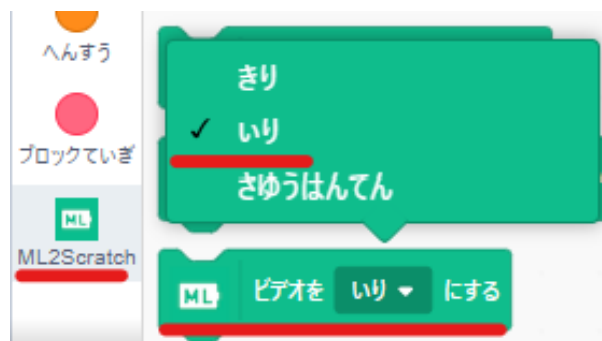 へんすう
ブロックていぎ
ML
ML2Scratch
きり
✓ いり
さゆうはんてん
ML ビデオを いり にする